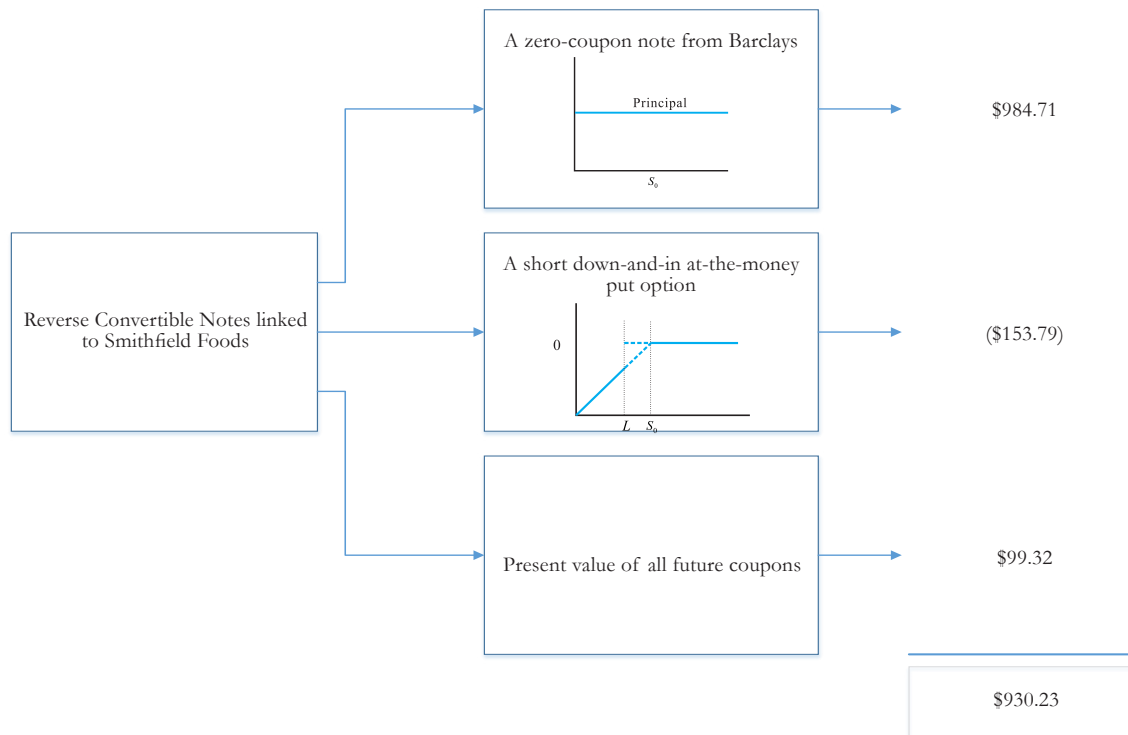 A zero-coupon note from Barclays
Principal
S₀
$984.71
Reverse Convertible Notes linked
to Smithfield Foods
A short down-and-in at-the-money
put option
0
L S₀
($153.79)
Present value of all future coupons
$99.32
$930.23